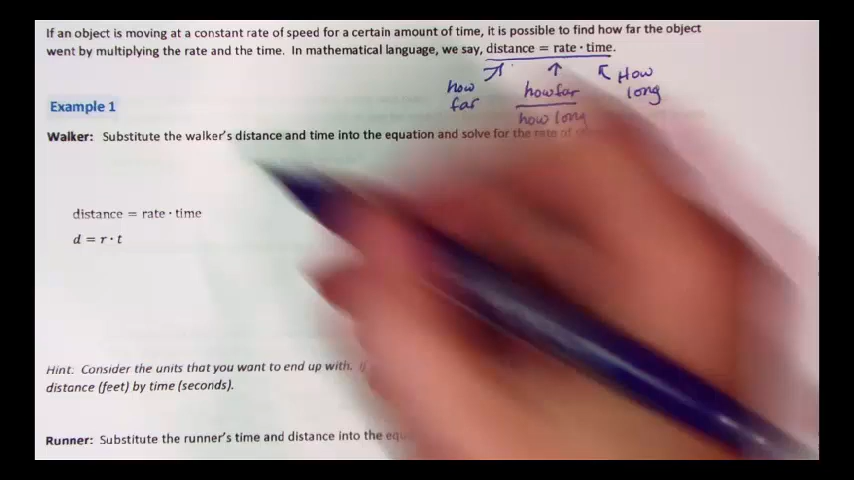 If an object is moving at a constant rate of speed for a certain amount of time, it is possible to find how far the object
went by multiplying the rate and the time. In mathematical language, we say, distance = rate · time.
how far
how far
how long
How long
Example 1
Walker: Substitute the walker's distance and time into the equation and solve for the rate of
distance = rate · time
d = r · t
Hint: Consider the units that you want to end up with.
distance (feet) by time (seconds).
Runner: Substitute the runner's time and distance into the